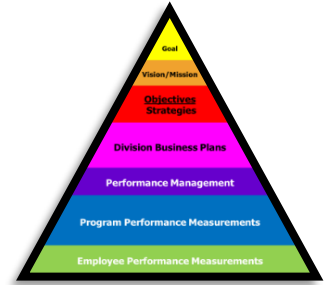 Goal
Vision/Mission
Objectives
Strategies
Division Business Plans
Performance Management
Program Performance Measurements
Employee Performance Measurements